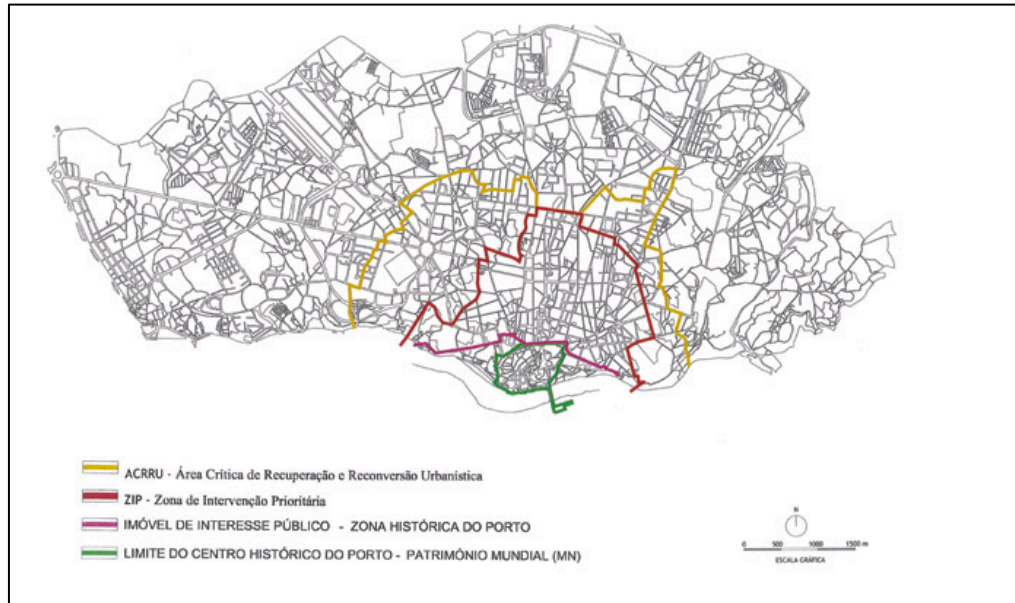 ACRRU - Área Crítica de Recuperação e Reconversão Urbanística
ZIP - Zona de Intervenção Prioritária
IMÓVEL DE INTERESSE PÚBLICO - ZONA HISTÓRICA DO PORTO
LIMITE DO CENTRO HISTÓRICO DO PORTO - PATRIMÓNIO MUNDIAL (MN)
N
0 500 1000 1500 m
ESCALA GRÁFICA